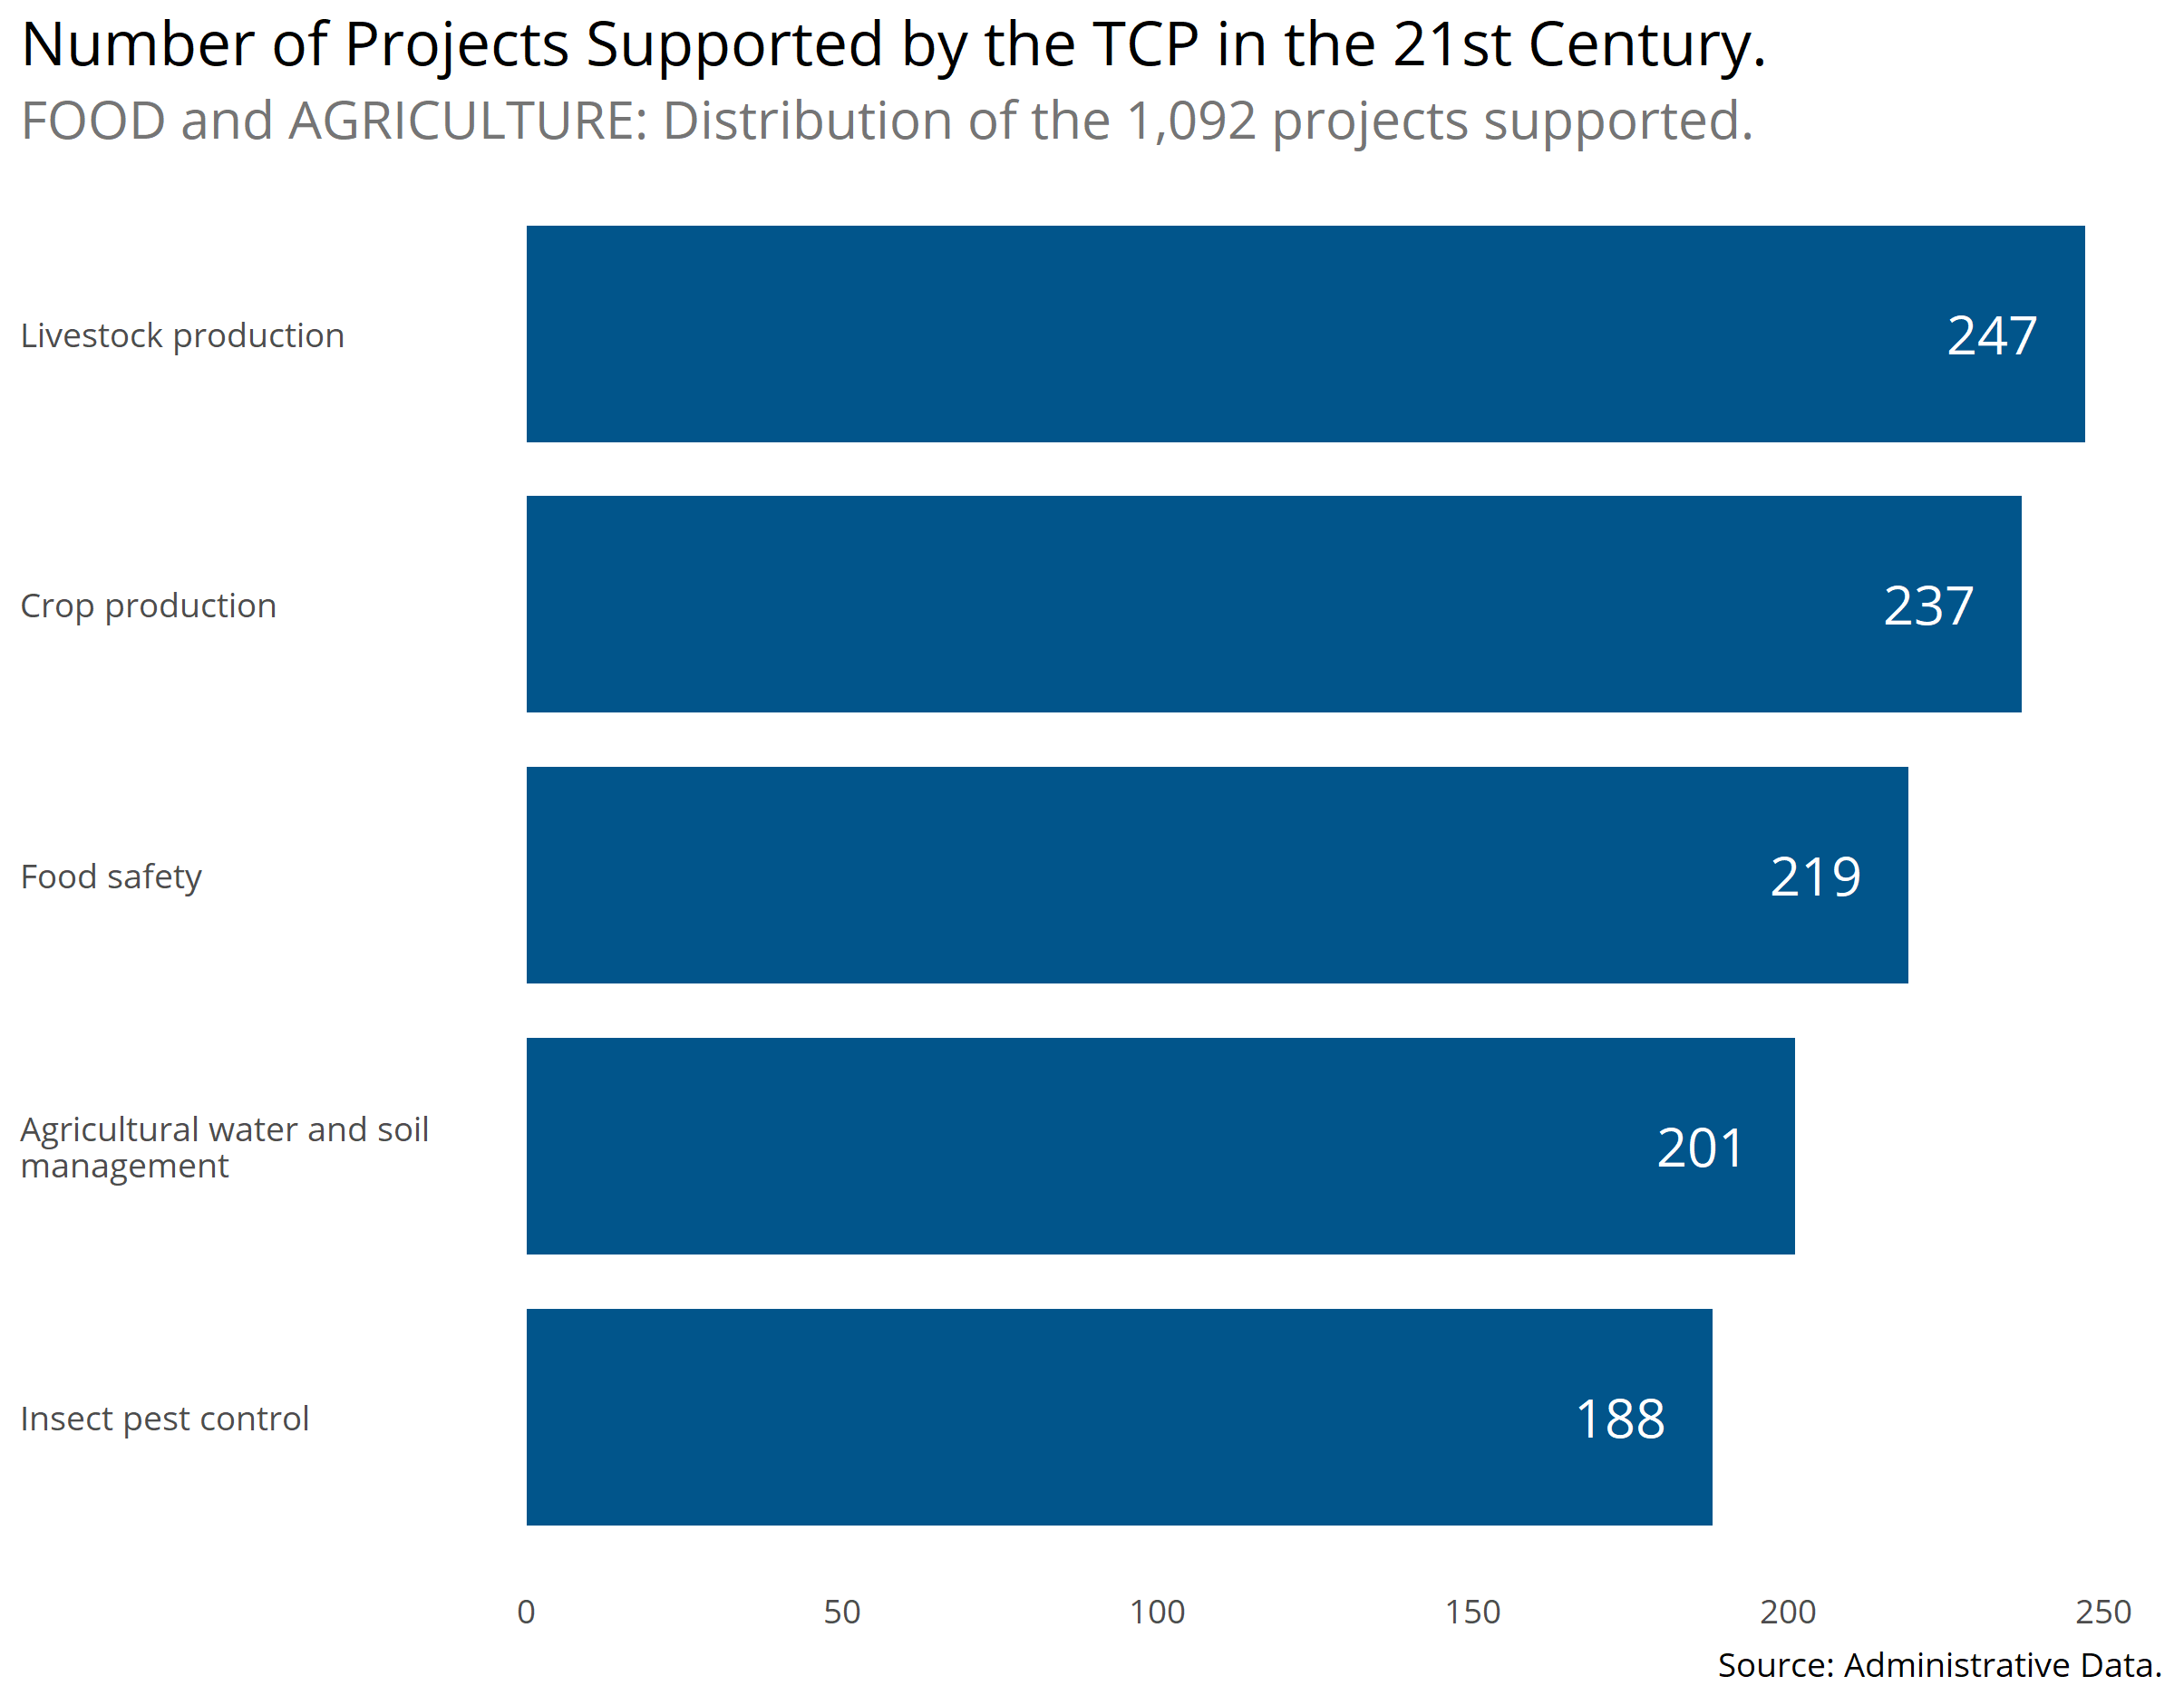 Number of Projects Supported by the TCP in the 21st Century.
FOOD and AGRICULTURE: Distribution of the 1,092 projects supported.
Livestock production
247
Crop production
237
Food safety
219
Agricultural water and soil
management
201
Insect pest control
188
0 50 100 150 200 250
Source: Administrative Data.